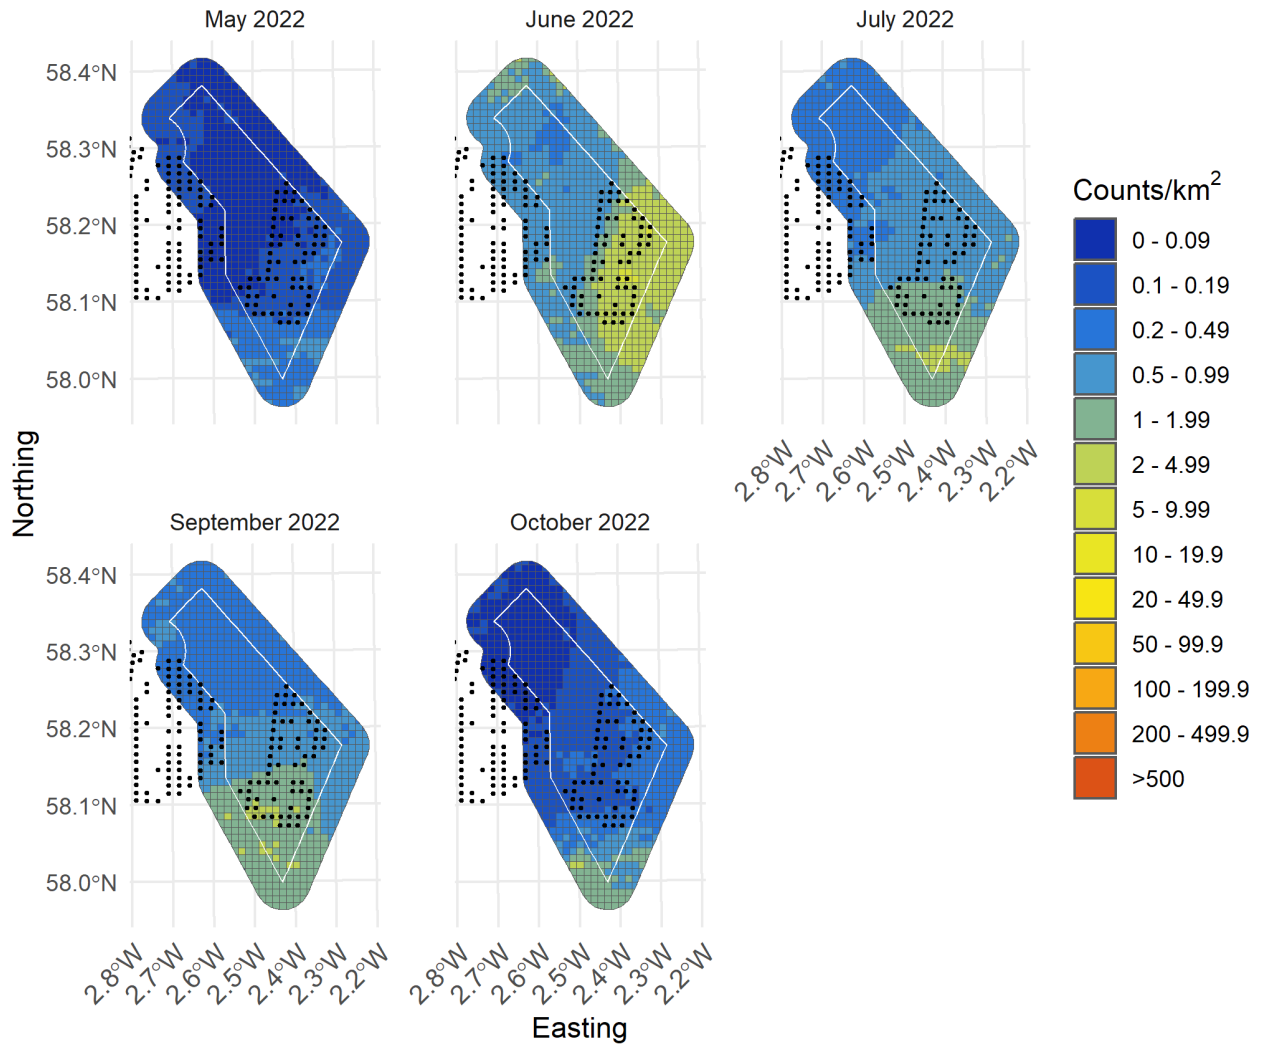 May 2022
June 2022
July 2022
58.4°N
58.3°N
58.2°N
58.1°N
58.0°N
2.8°W
2.7°W
2.6°W
2.5°W
2.4°W
2.3°W
2.2°W
Northing
September 2022
October 2022
58.4°N
58.3°N
58.2°N
58.1°N
58.0°N
2.8°W
2.7°W
2.6°W
2.5°W
2.4°W
2.3°W
2.2°W
2.8°W
2.7°W
2.6°W
2.5°W
2.4°W
2.3°W
2.2°W
Easting
Counts/km²
0 - 0.09
0.1 - 0.19
0.2 - 0.49
0.5 - 0.99
1 - 1.99
2 - 4.99
5 - 9.99
10 - 19.9
20 - 49.9
50 - 99.9
100 - 199.9
200 - 499.9
>500